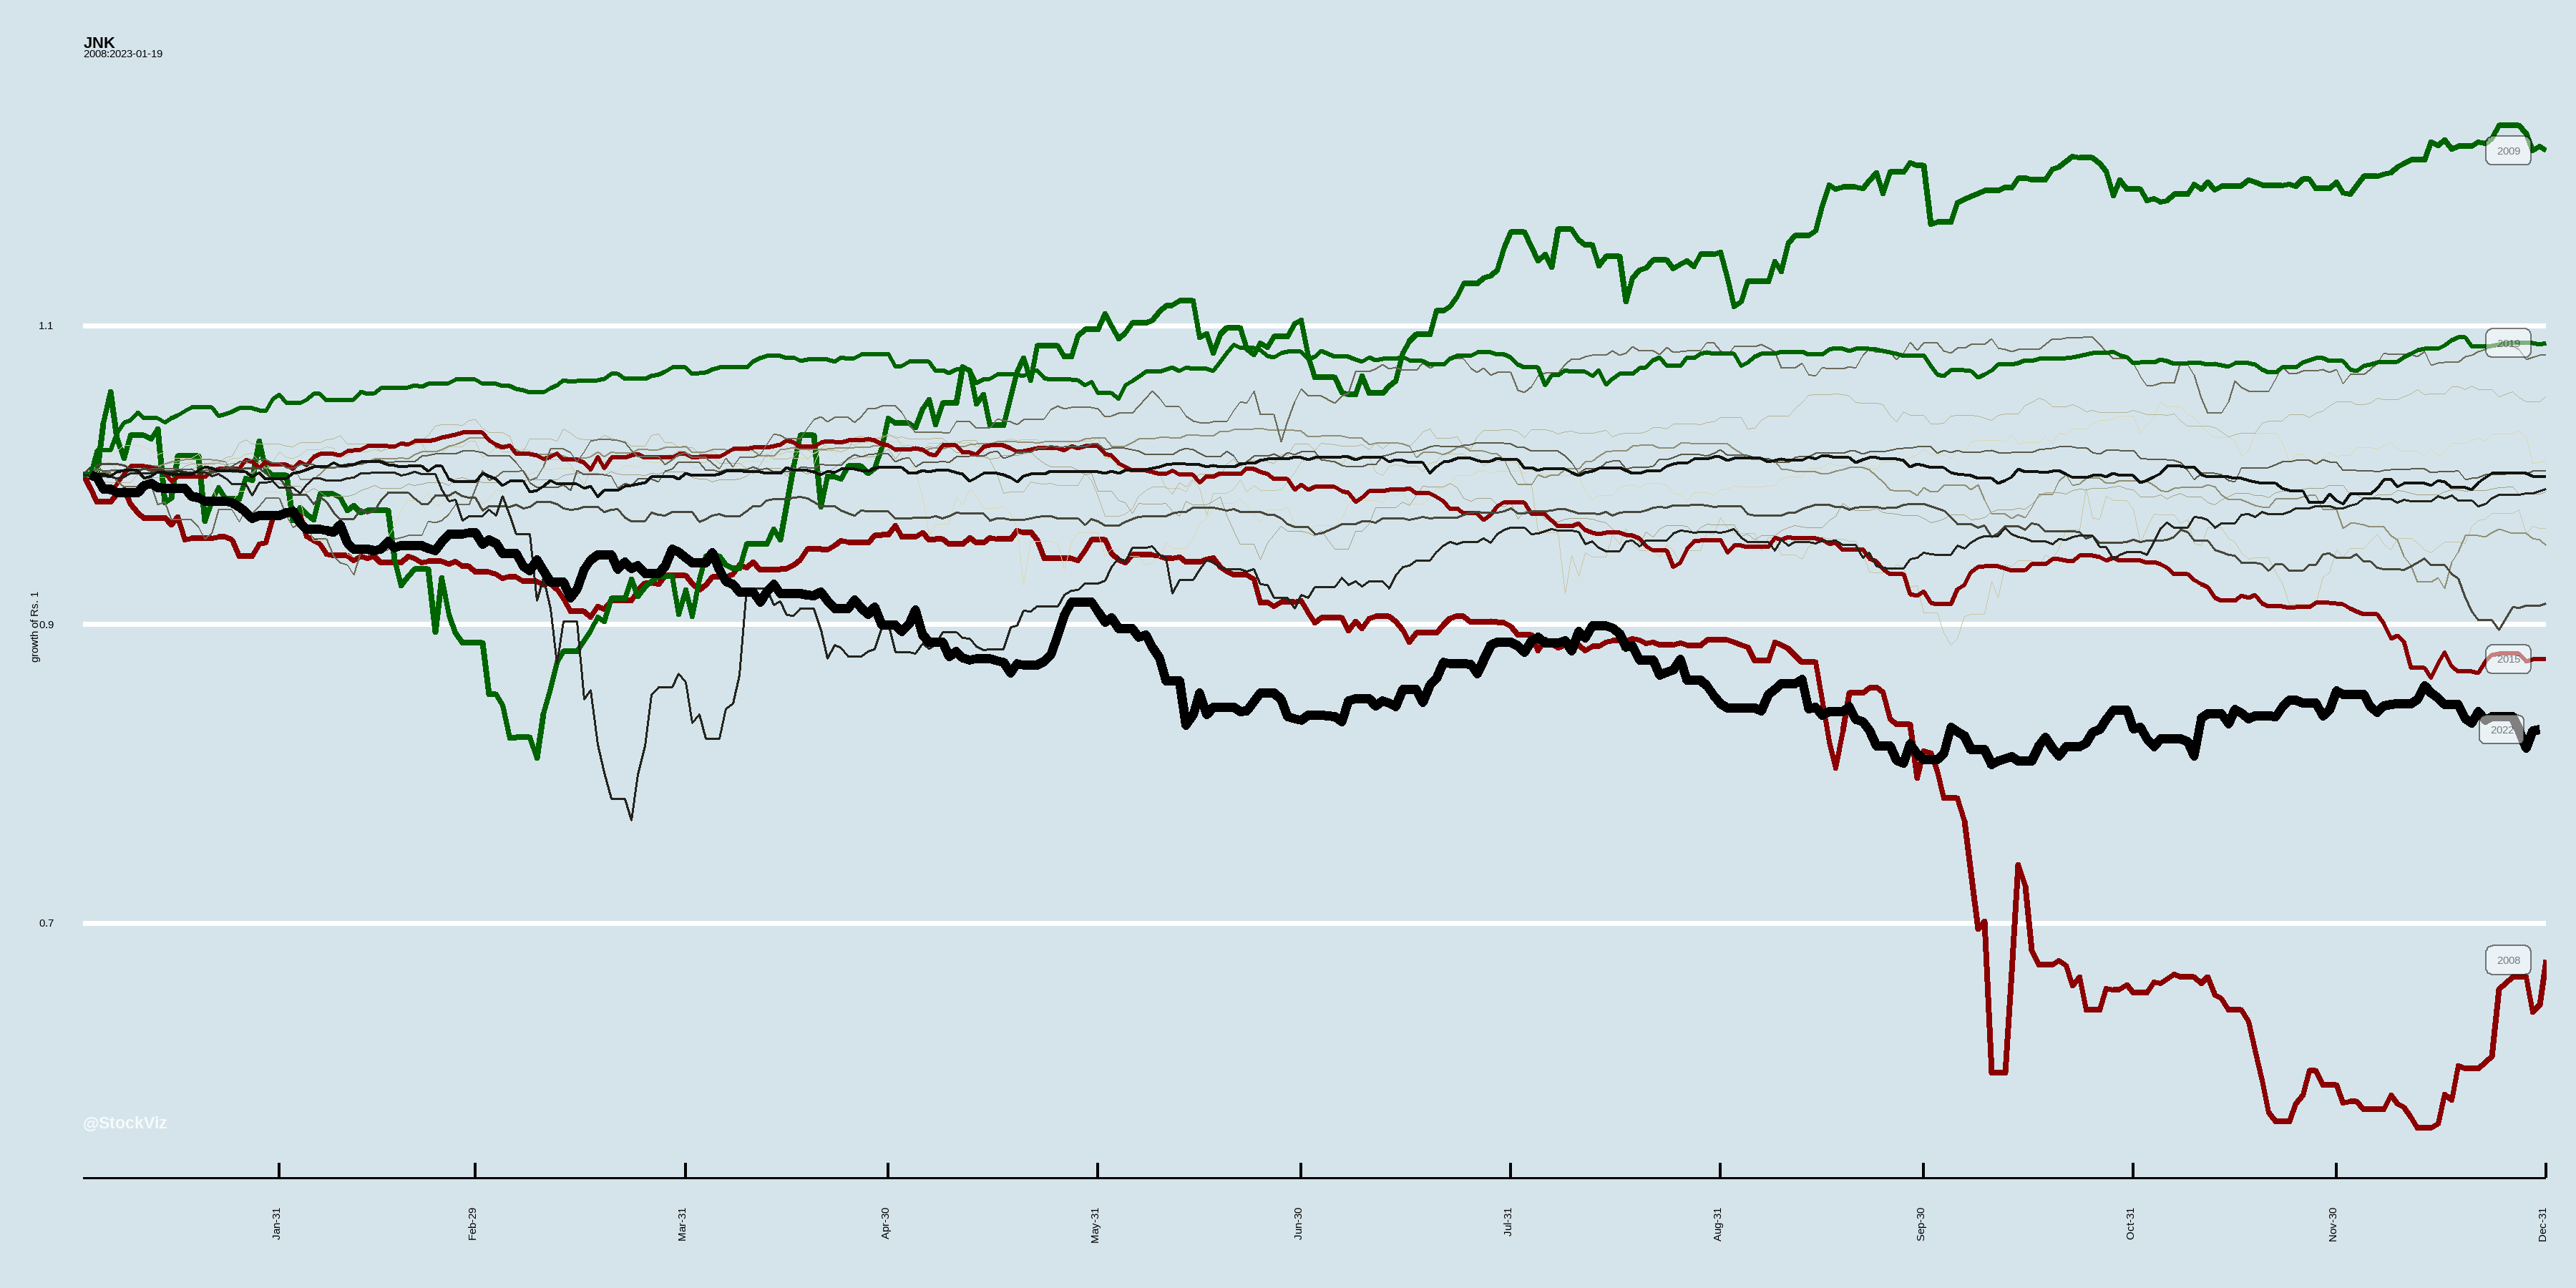 JNK
2008:2023-01-19
2009
1.1
2019
growth of Rs. 1
0.9
2015
2022
0.7
2008
@StockViz
Jan-31
Feb-29
Mar-31
Apr-30
May-31
Jun-30
Jul-31
Aug-31
Sep-30
Oct-31
Nov-30
Dec-31